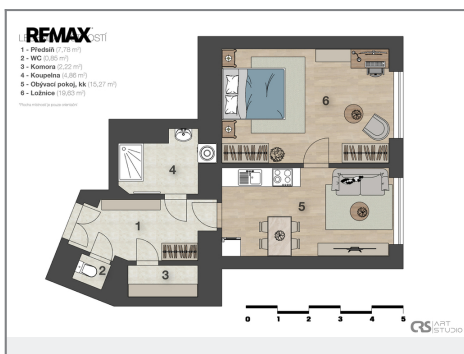 RE/MAX
1 - Předsíň (7,78 m²)
2 - WC (0,85 m²)
3 - Komora (2,22 m²)
4 - Koupelna (4,86 m²)
5 - Obývací pokoj, kk (15,27 m²)
6 - Ložnice (19,63 m²)
6
4
5
1
2
3
0 1 2 3 4 5
CRS ART
STUDIO